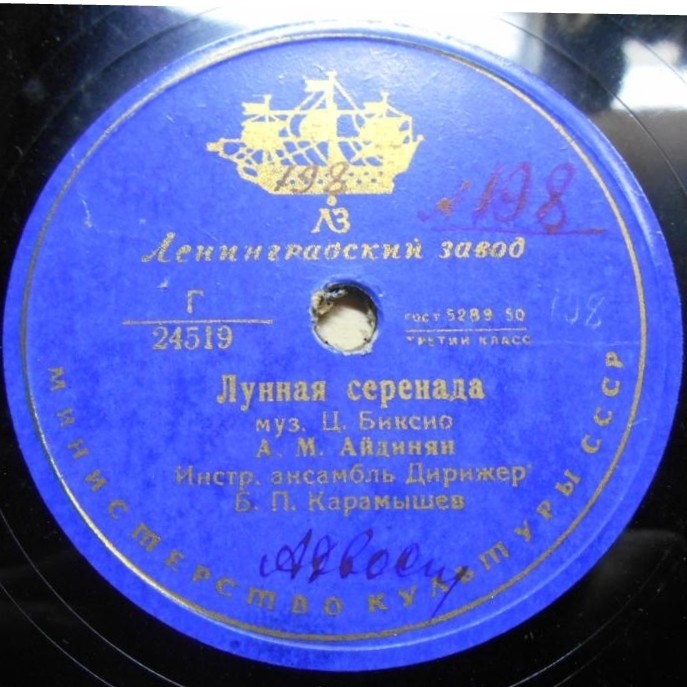 198
№198
ЛЗ
Ленинградский завод
Г
24519
ГОСТ 5289 50
ТРЕТИЙ КЛАСС
198
Лунная серенада
муз. Ц. Биксио
А. М. Айдинян
Инстр. ансамбль Дирижер
Б. П. Карамышев
МИНИСТЕРСТВО КУЛЬТУРЫ СССР